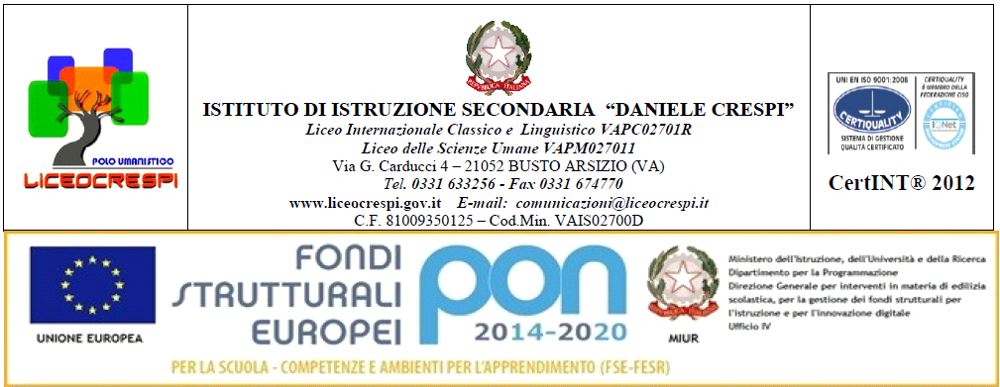 POLO UMANISTICO
LICEOCRESPI
REPVBBLICA ITALIANA
ISTITUTO DI ISTRUZIONE SECONDARIA “DANIELE CRESPI”
Liceo Internazionale Classico e Linguistico VAPC02701R
Liceo delle Scienze Umane VAPM027011
Via G. Carducci 4 – 21052 BUSTO ARSIZIO (VA)
Tel. 0331 633256 - Fax 0331 674770
www.liceocrespi.gov.it E-mail: comunicazioni@liceocrespi.it
C.F. 81009350125 – Cod.Min. VAIS02700D
UNI EN ISO 9001:2008
CERTIQUALITY
SISTEMA DI GESTIONE
QUALITÀ CERTIFICATO
CERTIQUALITY
È MEMBRO DELLA
FEDERAZIONE CISQ
IQNet
CertINT® 2012
UNIONE EUROPEA
FONDI
STRUTTURALI
EUROPEI
pon
2014-2020
REPVBBLICA ITALIANA
MIUR
Ministero dell'Istruzione, dell'Università e della Ricerca
Dipartimento per la Programmazione
Direzione Generale per interventi in materia di edilizia
scolastica, per la gestione dei fondi strutturali per
l'istruzione e per l'innovazione digitale
Ufficio IV
PER LA SCUOLA - COMPETENZE E AMBIENTI PER L'APPRENDIMENTO (FSE-FESR)